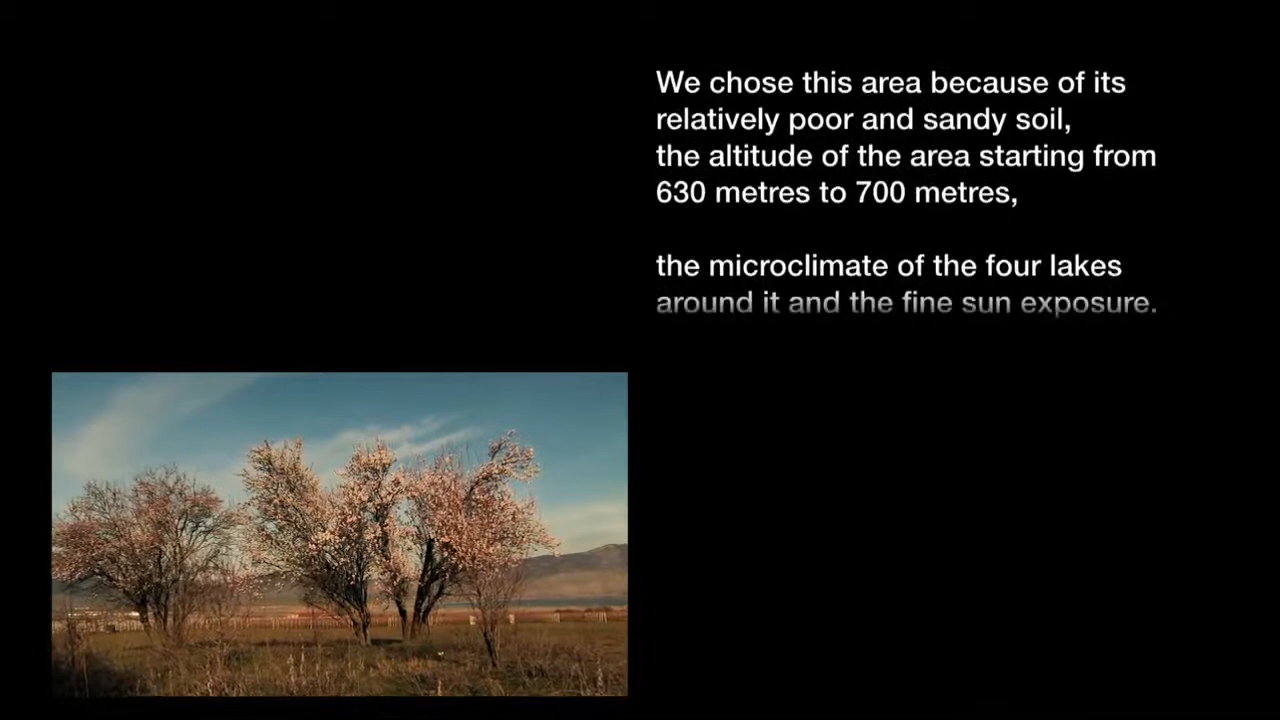 We chose this area because of its
relatively poor and sandy soil,
the altitude of the area starting from
630 metres to 700 metres,
the microclimate of the four lakes
around it and the fine sun exposure.